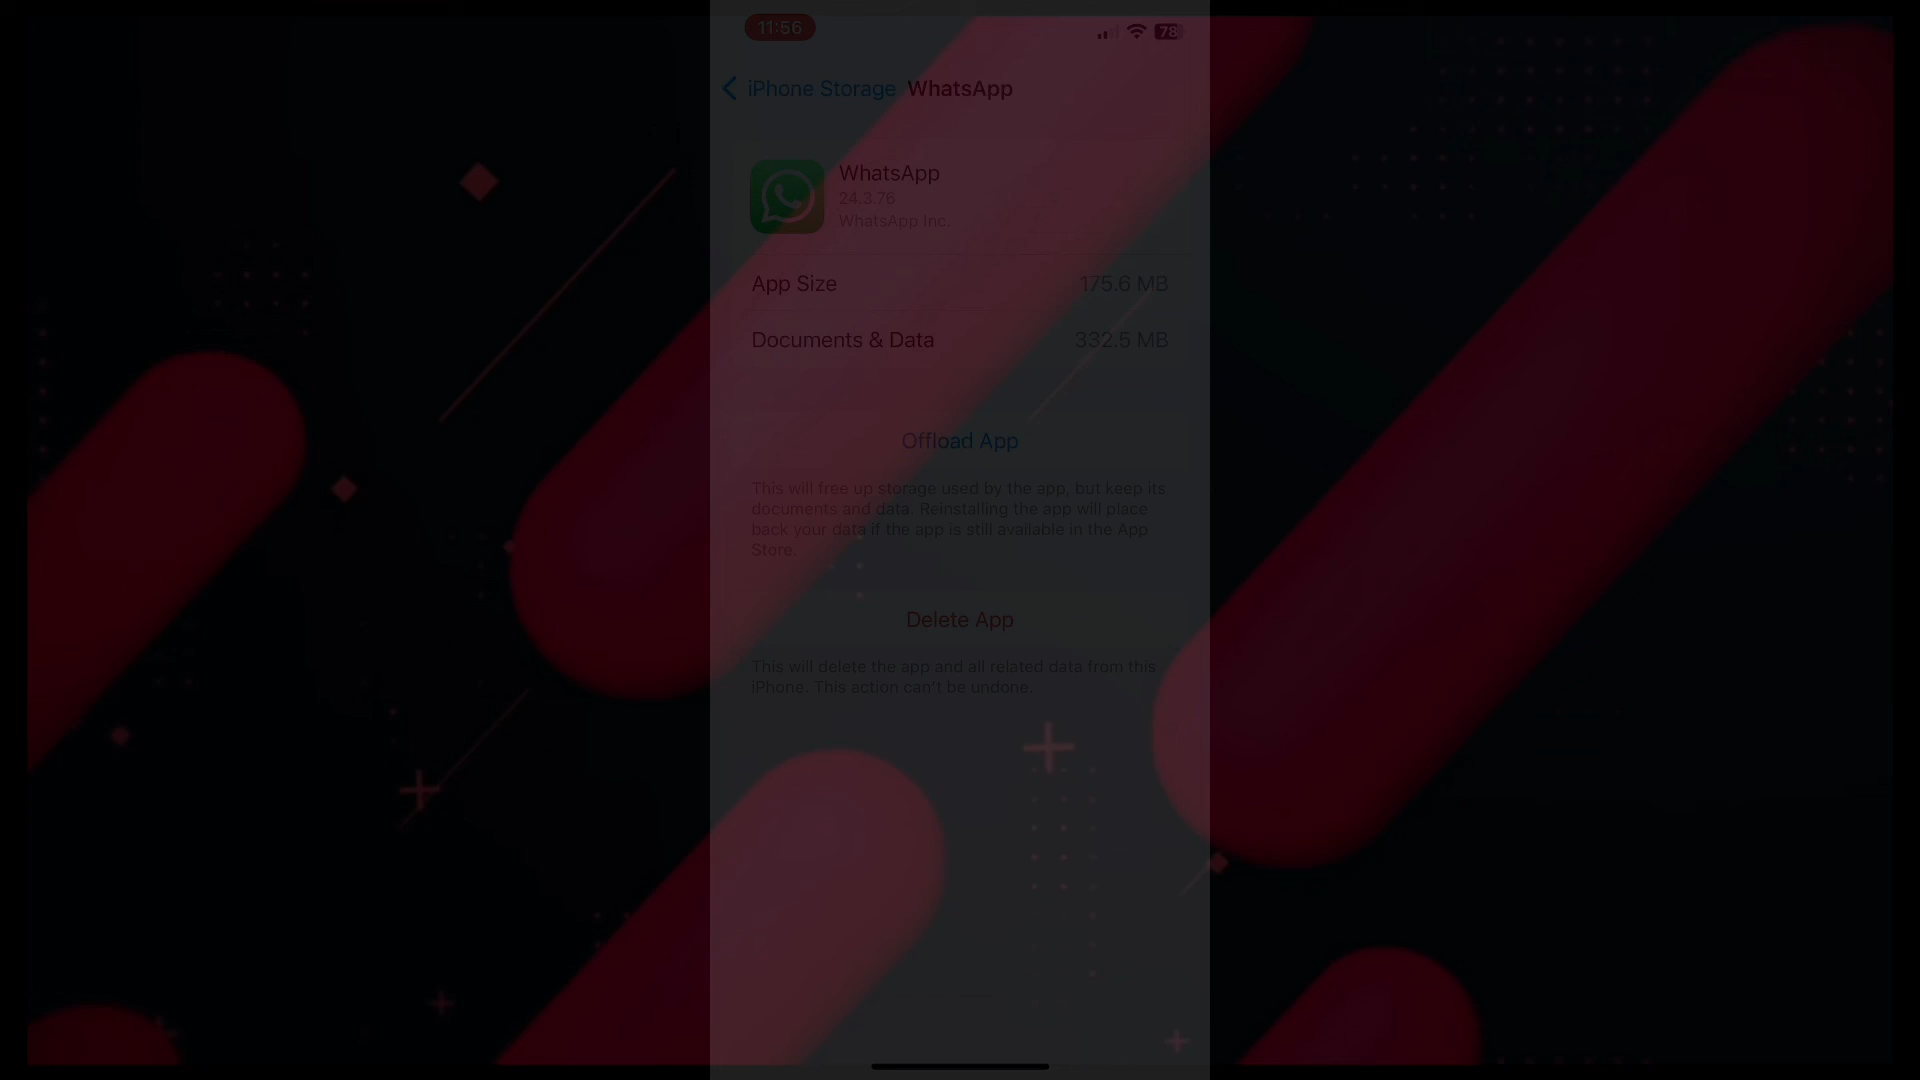 11:56
78
iPhone Storage
WhatsApp
WhatsApp
24.3.76
WhatsApp Inc.
App Size
175.6 MB
Documents & Data
332.5 MB
Offload App
This will free up storage used by the app, but keep its
documents and data. Reinstalling the app will place
back your data if the app is still available in the App
Store.
Delete App
This will delete the app and all related data from this
iPhone. This action can't be undone.